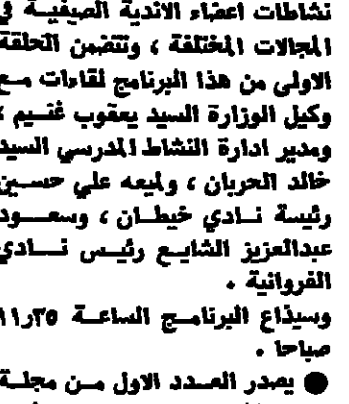 نشاطات اعضاء الاندية الصيفية في
المجالات المختلفة ، وتتضمن الحلقة
الاولى من هذا البرنامج لقاءات مع
وكيل الوزارة السيد يعقوب غنيم ،
ومدير ادارة النشاط المدرسي السيد
خالد الحربان ، ولميعه علي حسين
رئيسة نادي خيطان ، وسعود
عبدالعزيز الشايع رئيس نادي
الفروانية .
وسيذاع البرنامج الساعة ١١٫٣٥
صباحا .
● يصدر العدد الاول من مجلة